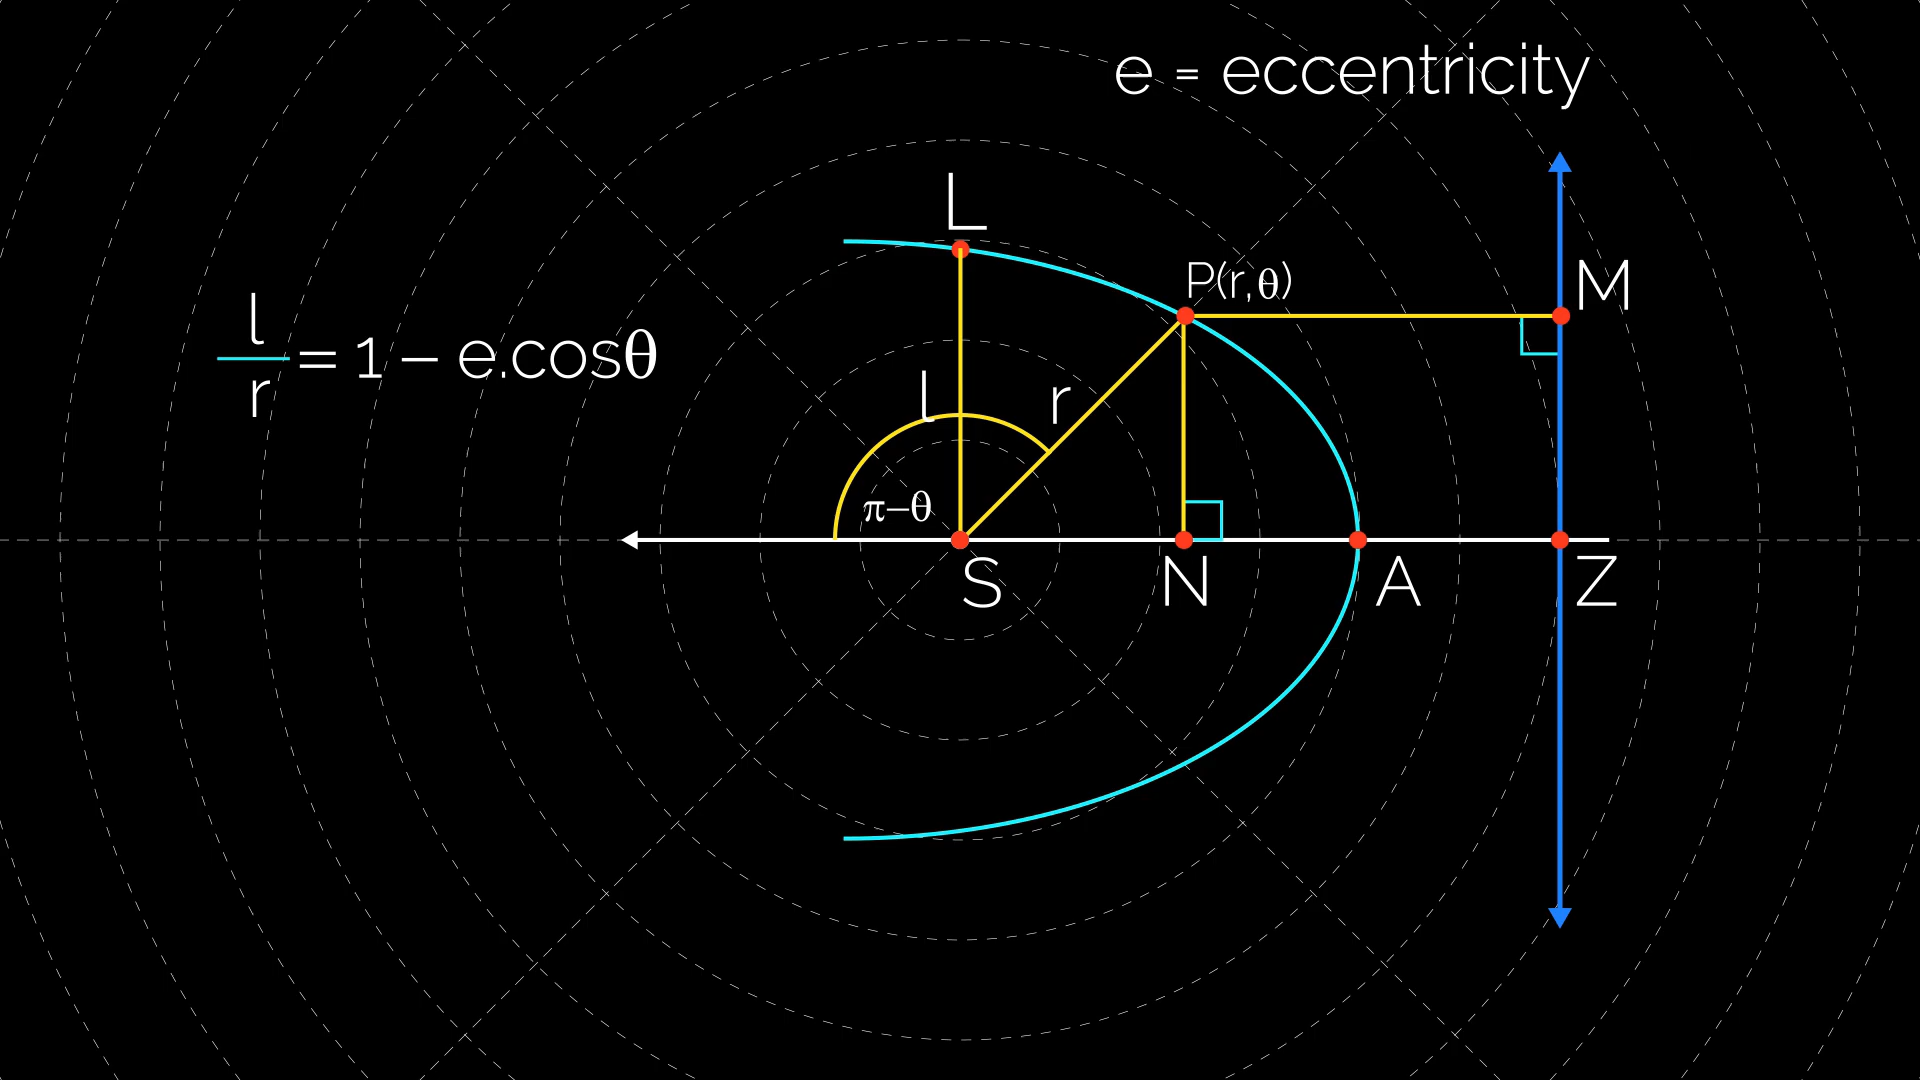 e = eccentricity
L
P(r,θ)
M
l
r
= 1 − e.cosθ
l
r
π−θ
S
N
A
Z